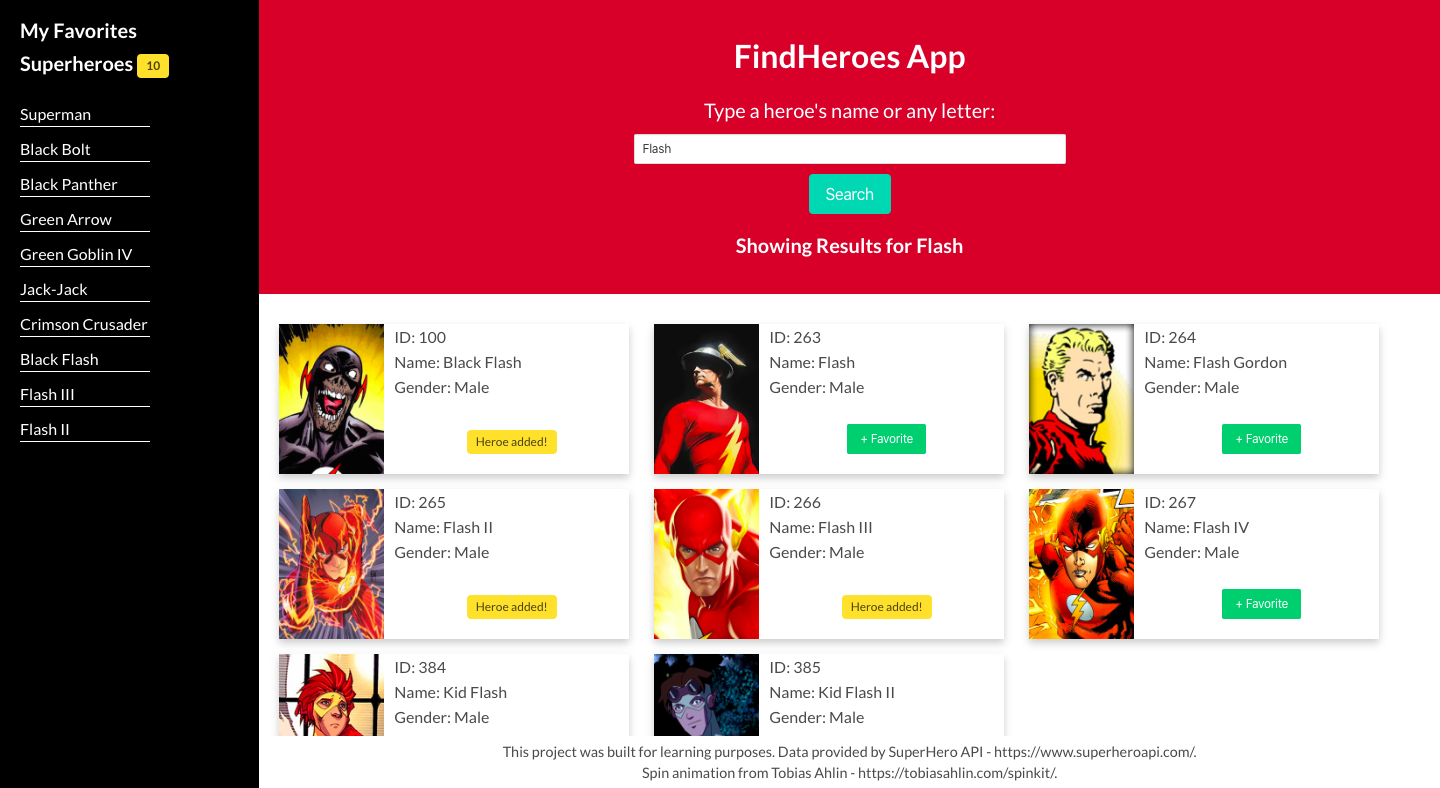 My Favorites
Superheroes 10
Superman
Black Bolt
Black Panther
Green Arrow
Green Goblin IV
Jack-Jack
Crimson Crusader
Black Flash
Flash III
Flash II
FindHeroes App
Type a heroe's name or any letter:
Flash
Search
Showing Results for Flash
ID: 100
Name: Black Flash
Gender: Male
Heroe added!
ID: 263
Name: Flash
Gender: Male
+ Favorite
ID: 264
Name: Flash Gordon
Gender: Male
+ Favorite
ID: 265
Name: Flash II
Gender: Male
Heroe added!
ID: 266
Name: Flash III
Gender: Male
Heroe added!
ID: 267
Name: Flash IV
Gender: Male
+ Favorite
ID: 384
Name: Kid Flash
Gender: Male
ID: 385
Name: Kid Flash II
Gender: Male
This project was built for learning purposes. Data provided by SuperHero API - https://www.superheroapi.com/.
Spin animation from Tobias Ahlin - https://tobiasahlin.com/spinkit/.